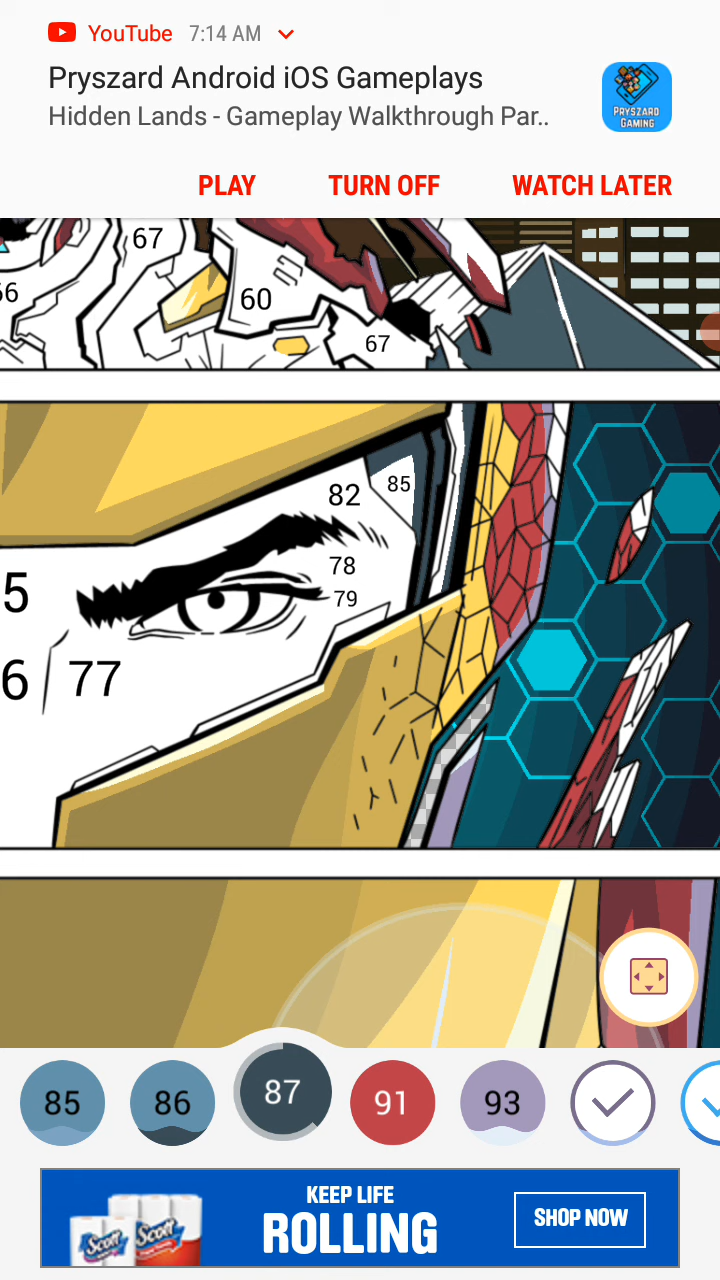 YouTube 7:14 AM
Pryszard Android iOS Gameplays
Hidden Lands - Gameplay Walkthrough Par..
PRYSZARD
GAMING
PLAY TURN OFF WATCH LATER
67
66
60
67
82
85
78
5
79
6
77
85 86 87 91 93
KEEP LIFE
ROLLING
SHOP NOW
Scott
Scott